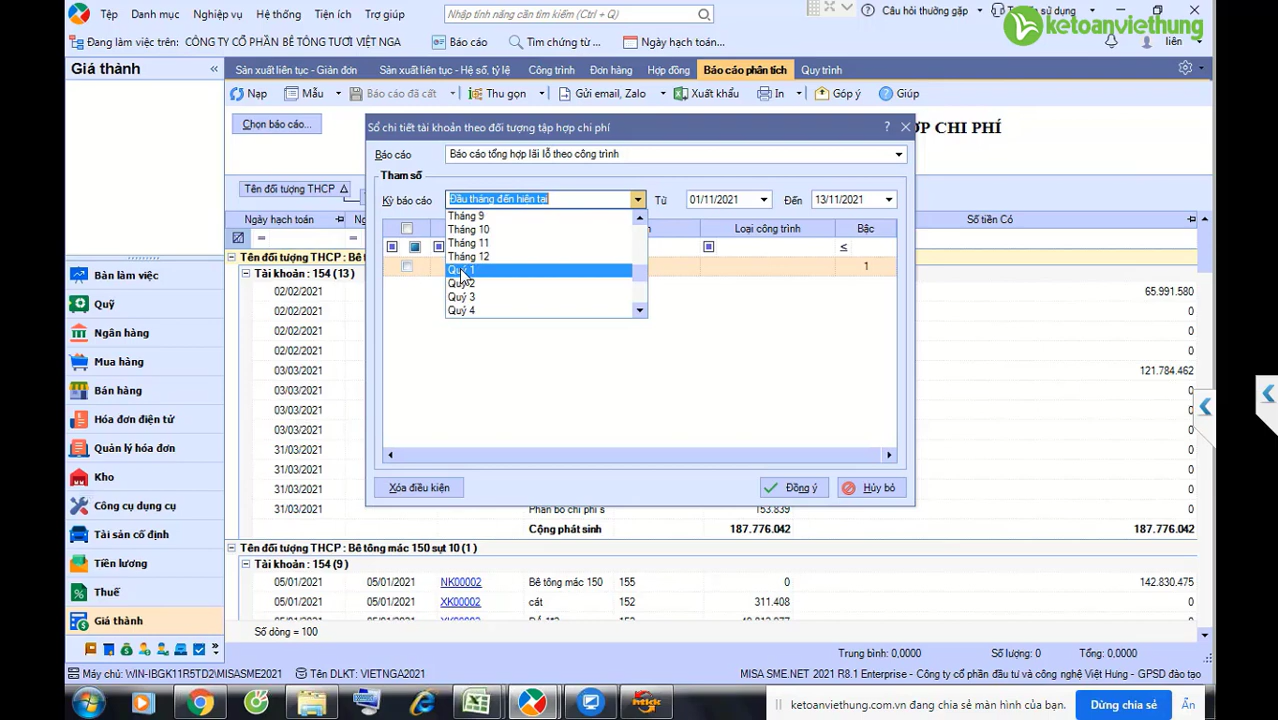 Tệp Danh mục Nghiệp vụ Hệ thống Tiện ích Trợ giúp
Nhập chức năng cần tìm kiếm (Ctrl + Q)
Câu hỏi thường gặp
sử dụng
ketoanviethung
Đang làm việc trên: CÔNG TY CỔ PHẦN BÊ TÔNG TƯƠI VIỆT NGA
Báo cáo Tìm chứng từ... Ngày hạch toán...
liên
Giá thành
Sản xuất liên tục - Giản đơn Sản xuất liên tục - Hệ số, tỷ lệ Công trình Đơn hàng Hợp đồng Báo cáo phân tích Quy trình
Nạp Mẫu Báo cáo đã cất Thu gọn Gửi email, Zalo Xuất khẩu In Góp ý Giúp
Chọn báo cáo...
Sổ chi tiết tài khoản theo đối tượng tập hợp chi phí
? ×
ỢP CHI PHÍ
Báo cáo Báo cáo tổng hợp lãi lỗ theo công trình
Tham số
Tên đối tượng THCP
Kỳ báo cáo Đầu tháng đến hiện tại Từ 01/11/2021 Đến 13/11/2021
Ngày hạch toán
Số tiền Có
Loại công trình Bậc
= = ≤
1
Tháng 9
Tháng 10
Tháng 11
Tháng 12
Quý 1
Quý 2
Quý 3
Quý 4
Xóa điều kiện Đồng ý Hủy bỏ
Tên đối tượng THCP : Bê
Tài khoản : 154 (13)
02/02/2021 65.991.580
02/02/2021 0
02/02/2021 0
02/02/2021 0
03/03/2021 121.784.462
03/03/2021 0
03/03/2021 0
03/03/2021 0
31/03/2021 0
31/03/2021 0
31/03/2021 0
31/03/2021 Phân bổ chi phí s 153.839 0
Cộng phát sinh 187.776.042 187.776.042
Tên đối tượng THCP : Bê tông mác 150 sụt 10 (1)
Tài khoản : 154 (9)
05/01/2021 05/01/2021 NK00002 Bê tông mác 150 155 0 142.830.475
05/01/2021 05/01/2021 XK00002 cát 152 311.408 0
Số dòng = 100
Trung bình: 0,0000 Số lượng: 0 Tổng: 0,0000
Bàn làm việc
Quỹ
Ngân hàng
Mua hàng
Bán hàng
Hóa đơn điện tử
Quản lý hóa đơn
Kho
Công cụ dụng cụ
Tài sản cố định
Tiền lương
Thuế
Giá thành
Máy chủ: WIN-IBGK11R5TD2\MISASME2021 Tên DLKT: VIETNGA2021
MISA SME.NET 2021 R8.1 Enterprise - Công ty cổ phần đầu tư và công nghệ Việt Hưng - GPSD đào tạo
htkk
ketoanviethung.com.vn đang chia sẻ màn hình của bạn. Dừng chia sẻ Ẩn